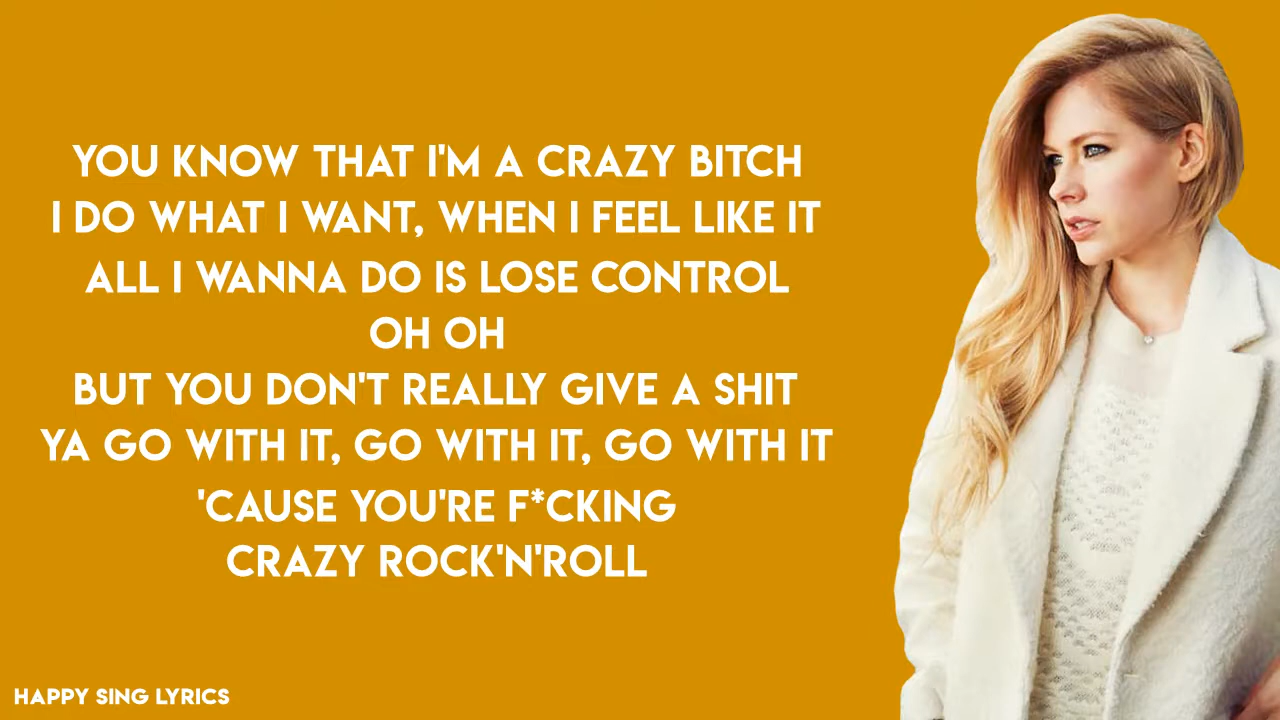 YOU KNOW THAT I'M A CRAZY BITCH
I DO WHAT I WANT, WHEN I FEEL LIKE IT
ALL I WANNA DO IS LOSE CONTROL
OH OH
BUT YOU DON'T REALLY GIVE A SHIT
YA GO WITH IT, GO WITH IT, GO WITH IT
'CAUSE YOU'RE F*CKING
CRAZY ROCK'N'ROLL
HAPPY SING LYRICS